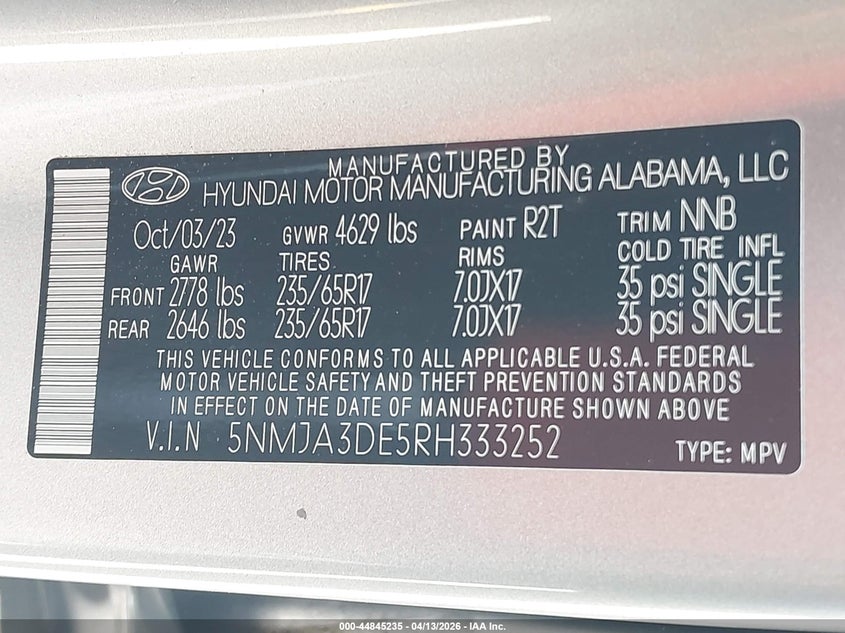 MANUFACTURED BY
HYUNDAI MOTOR MANUFACTURING ALABAMA, LLC
Oct/03/23 GVWR 4629 lbs PAINT R2T TRIM NNB
GAWR TIRES RIMS COLD TIRE INFL
FRONT 2778 lbs 235/65R17 7.0JX17 35 psi SINGLE
REAR 2646 lbs 235/65R17 7.0JX17 35 psi SINGLE
THIS VEHICLE CONFORMS TO ALL APPLICABLE U.S.A. FEDERAL
MOTOR VEHICLE SAFETY AND THEFT PREVENTION STANDARDS
IN EFFECT ON THE DATE OF MANUFACTURE SHOWN ABOVE
V.I.N 5NMJA3DE5RH333252 TYPE: MPV
000-44845235 - 04/13/2026 - IAA Inc.